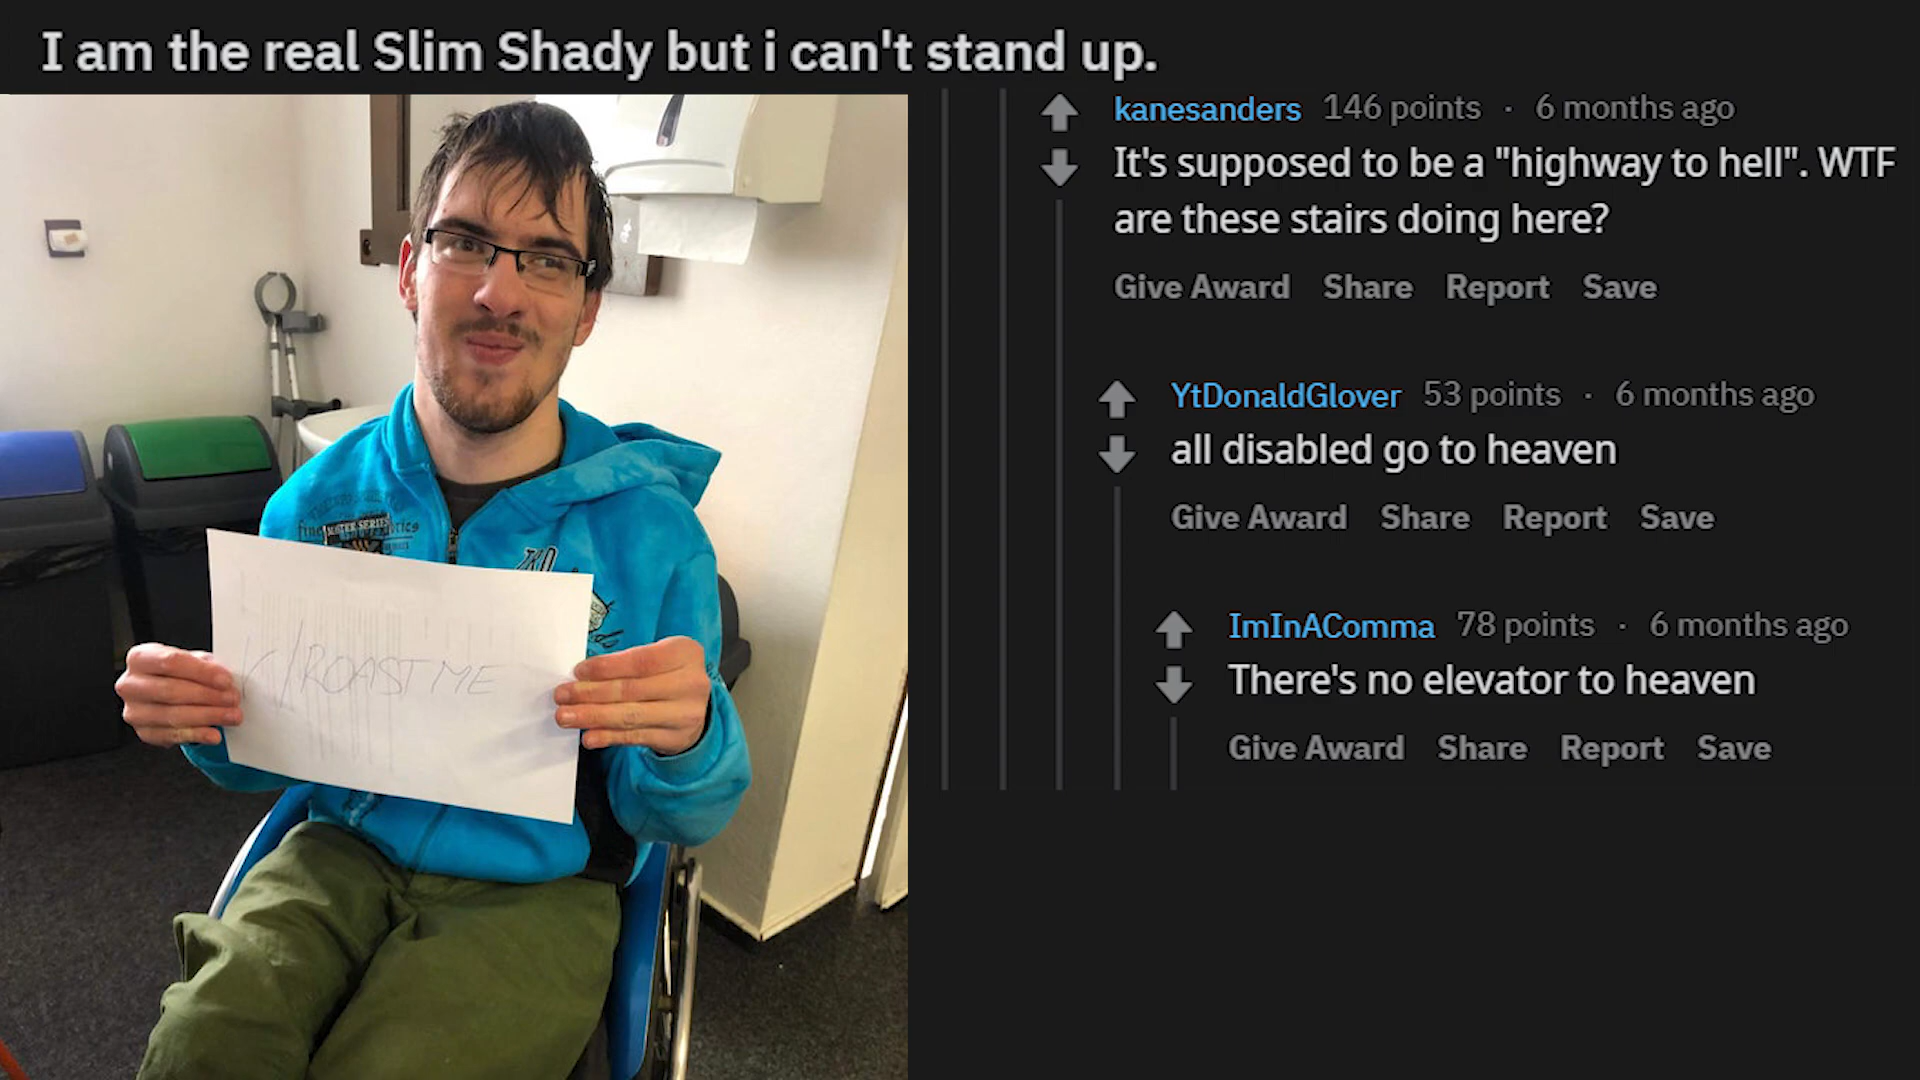 I am the real Slim Shady but i can't stand up.
kanesanders 146 points · 6 months ago
It's supposed to be a "highway to hell". WTF
are these stairs doing here?
Give Award Share Report Save
YtDonaldGlover 53 points · 6 months ago
all disabled go to heaven
Give Award Share Report Save
ImInAComma 78 points · 6 months ago
There's no elevator to heaven
Give Award Share Report Save
r/ROASTME